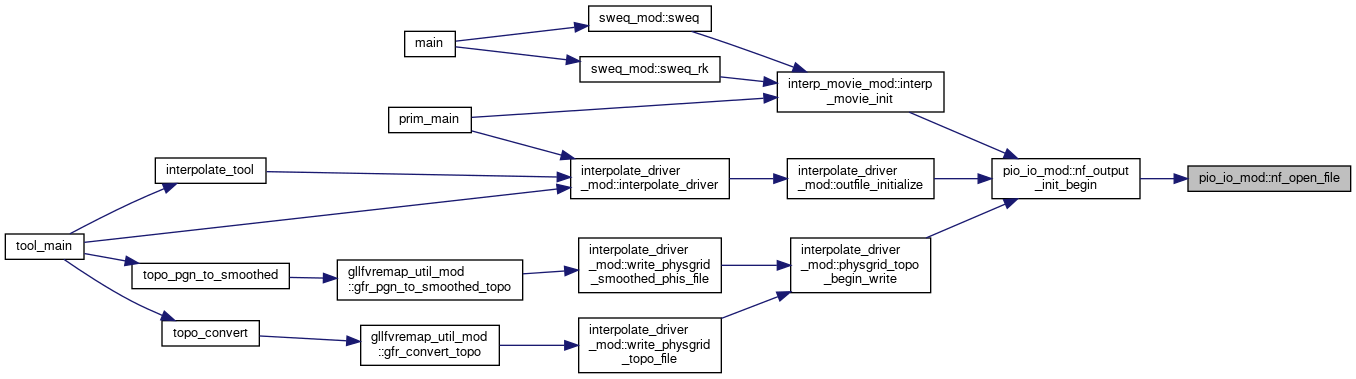 sweq_mod::sweq
main
sweq_mod::sweq_rk
interp_movie_mod::interp
_movie_init
prim_main
interpolate_tool
interpolate_driver
_mod::interpolate_driver
interpolate_driver
_mod::outfile_initialize
pio_io_mod::nf_output
_init_begin
pio_io_mod::nf_open_file
tool_main
topo_pgn_to_smoothed
gllfvremap_util_mod
::gfr_pgn_to_smoothed_topo
interpolate_driver
_mod::write_physgrid
_smoothed_phis_file
interpolate_driver
_mod::physgrid_topo
_begin_write
topo_convert
gllfvremap_util_mod
::gfr_convert_topo
interpolate_driver
_mod::write_physgrid
_topo_file